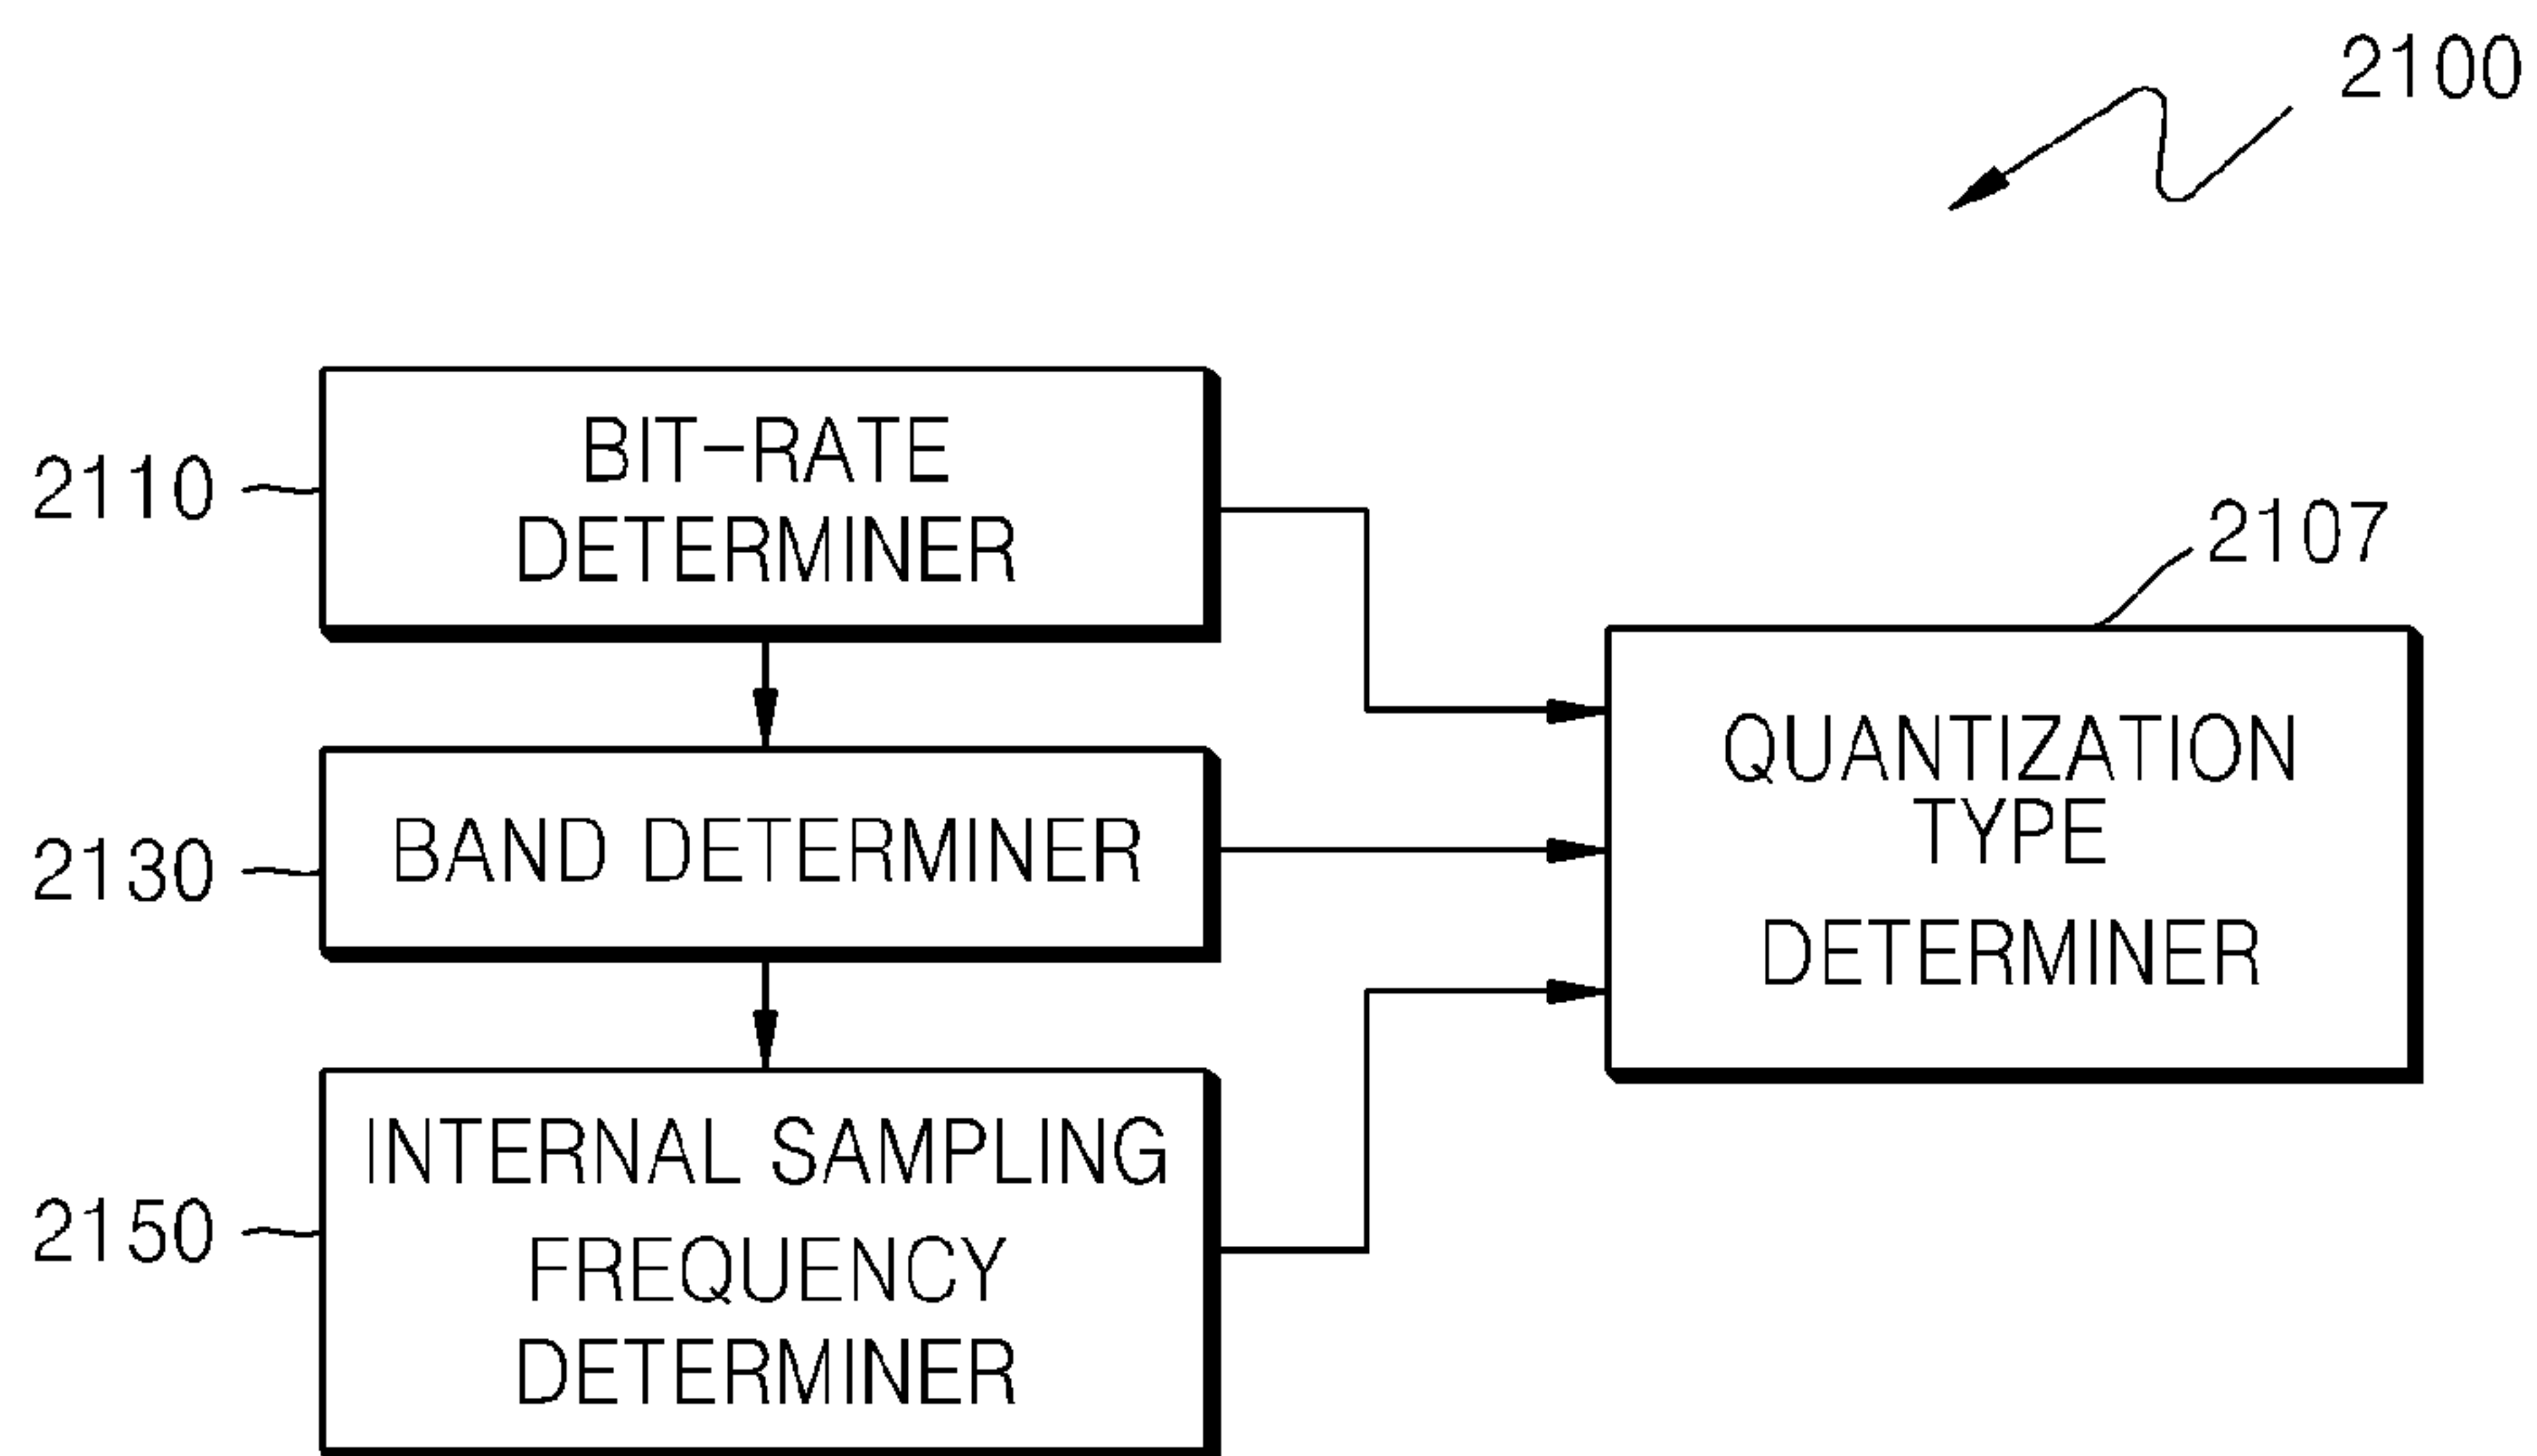 2100
2110
BIT-RATE
DETERMINER
2107
2130
BAND DETERMINER
QUANTIZATION
TYPE
DETERMINER
2150
INTERNAL SAMPLING
FREQUENCY
DETERMINER